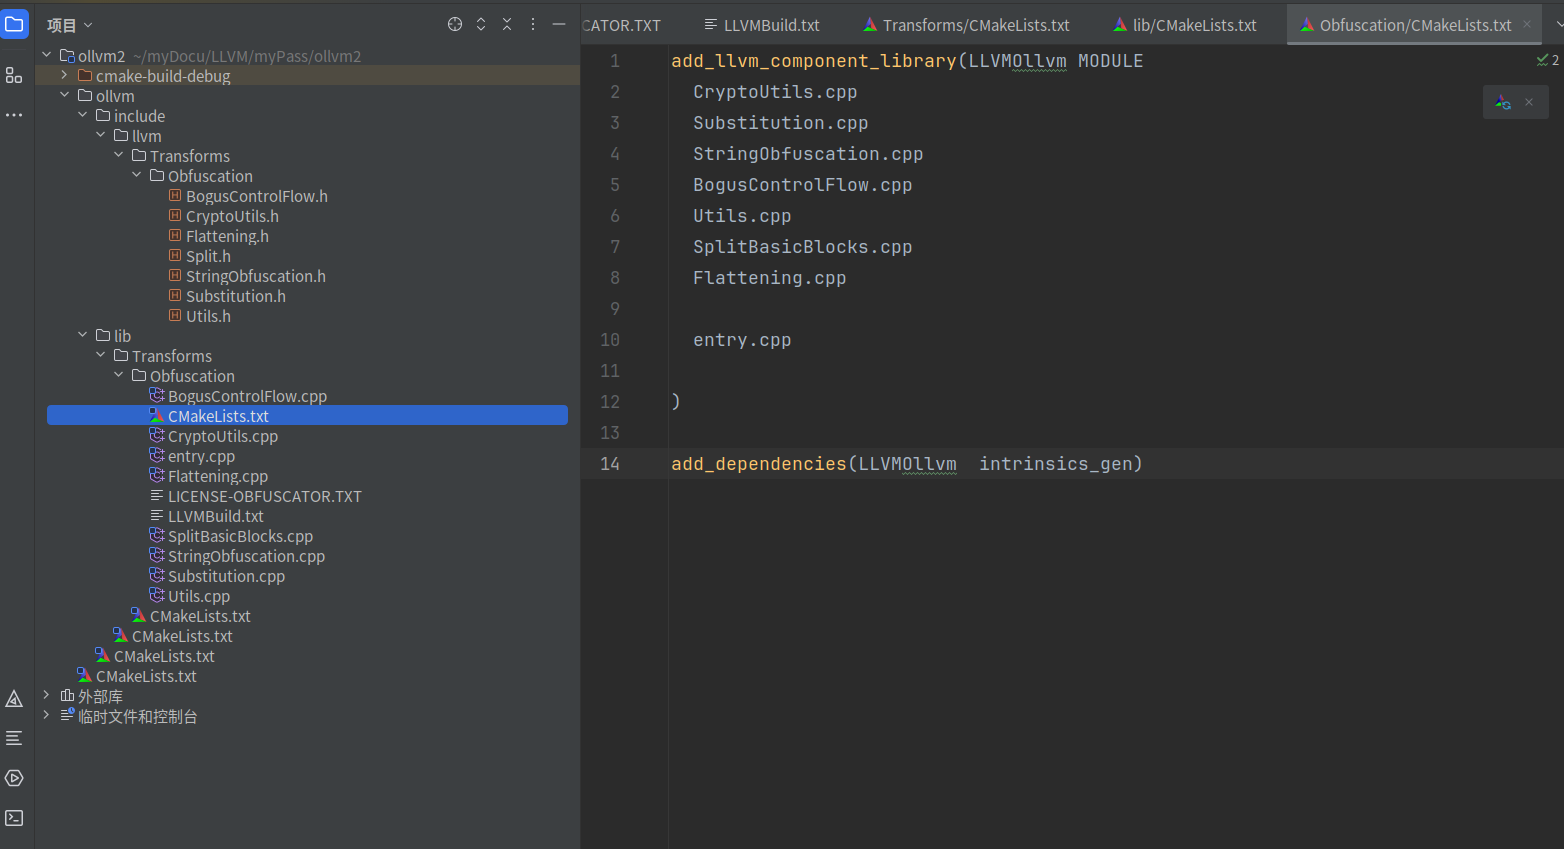 项目
ollvm2 ~/myDocu/LLVM/myPass/ollvm2
cmake-build-debug
ollvm
include
llvm
Transforms
Obfuscation
BogusControlFlow.h
CryptoUtils.h
Flattening.h
Split.h
StringObfuscation.h
Substitution.h
Utils.h
lib
Transforms
Obfuscation
BogusControlFlow.cpp
CMakeLists.txt
CryptoUtils.cpp
entry.cpp
Flattening.cpp
LICENSE-OBFUSCATOR.TXT
LLVMBuild.txt
SplitBasicBlocks.cpp
StringObfuscation.cpp
Substitution.cpp
Utils.cpp
CMakeLists.txt
CMakeLists.txt
CMakeLists.txt
CMakeLists.txt
外部库
临时文件和控制台
CATOR.TXT LLVMBuild.txt Transforms/CMakeLists.txt lib/CMakeLists.txt Obfuscation/CMakeLists.txt
1 add_llvm_component_library(LLVMOllvm MODULE 2
2 CryptoUtils.cpp
3 Substitution.cpp
4 StringObfuscation.cpp
5 BogusControlFlow.cpp
6 Utils.cpp
7 SplitBasicBlocks.cpp
8 Flattening.cpp
9
10 entry.cpp
11
12 )
13
14 add_dependencies(LLVMOllvm  intrinsics_gen)